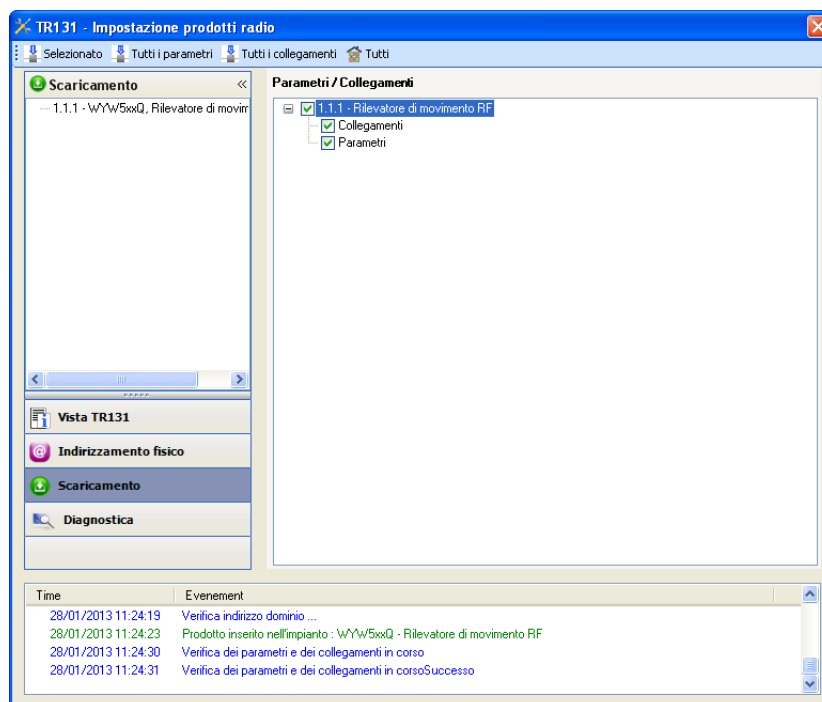 TR131 - Impostazione prodotti radio
Selezionato Tutti i parametri Tutti i collegamenti Tutti
Scaricamento
1.1.1 - WYW5xxQ, Rilevatore di movim
Parametri / Collegamenti
1.1.1 - Rilevatore di movimento RF
Collegamenti
Parametri
Vista TR131
Indirizzamento fisico
Scaricamento
Diagnostica
Time Evenement
28/01/2013 11:24:19 Verifica indirizzo dominio ...
28/01/2013 11:24:23 Prodotto inserito nell'impianto : WYW5xxQ - Rilevatore di movimento RF
28/01/2013 11:24:30 Verifica dei parametri e dei collegamenti in corso
28/01/2013 11:24:31 Verifica dei parametri e dei collegamenti in corsoSuccesso